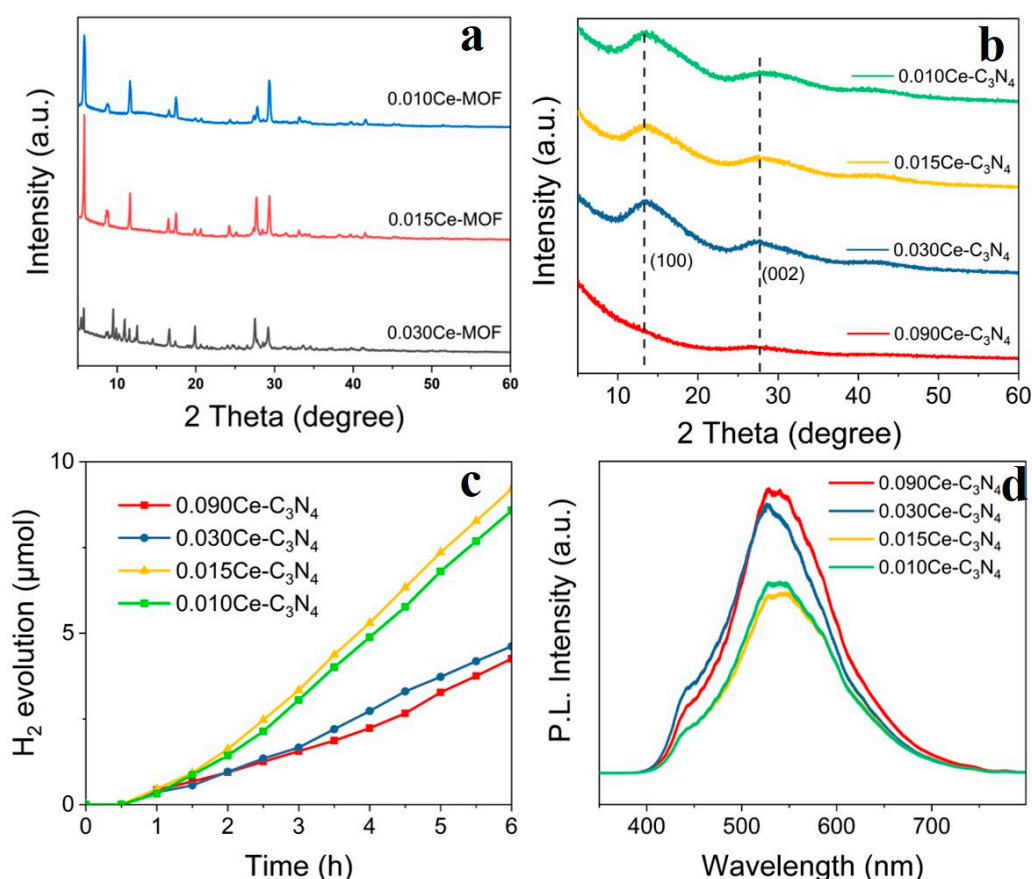 a
0.010Ce-MOF
0.015Ce-MOF
0.030Ce-MOF
Intensity (a.u.)
10 20 30 40 50 60
2 Theta (degree)
b
0.010Ce-C₃N₄
0.015Ce-C₃N₄
0.030Ce-C₃N₄
(100)
(002)
0.090Ce-C₃N₄
Intensity (a.u.)
10 20 30 40 50 60
2 Theta (degree)
c
10
5
0
0.090Ce-C₃N₄
0.030Ce-C₃N₄
0.015Ce-C₃N₄
0.010Ce-C₃N₄
H₂ evolution (μmol)
0 1 2 3 4 5 6
Time (h)
d
0.090Ce-C₃N₄
0.030Ce-C₃N₄
0.015Ce-C₃N₄
0.010Ce-C₃N₄
P.L. Intensity (a.u.)
400 500 600 700
Wavelength (nm)